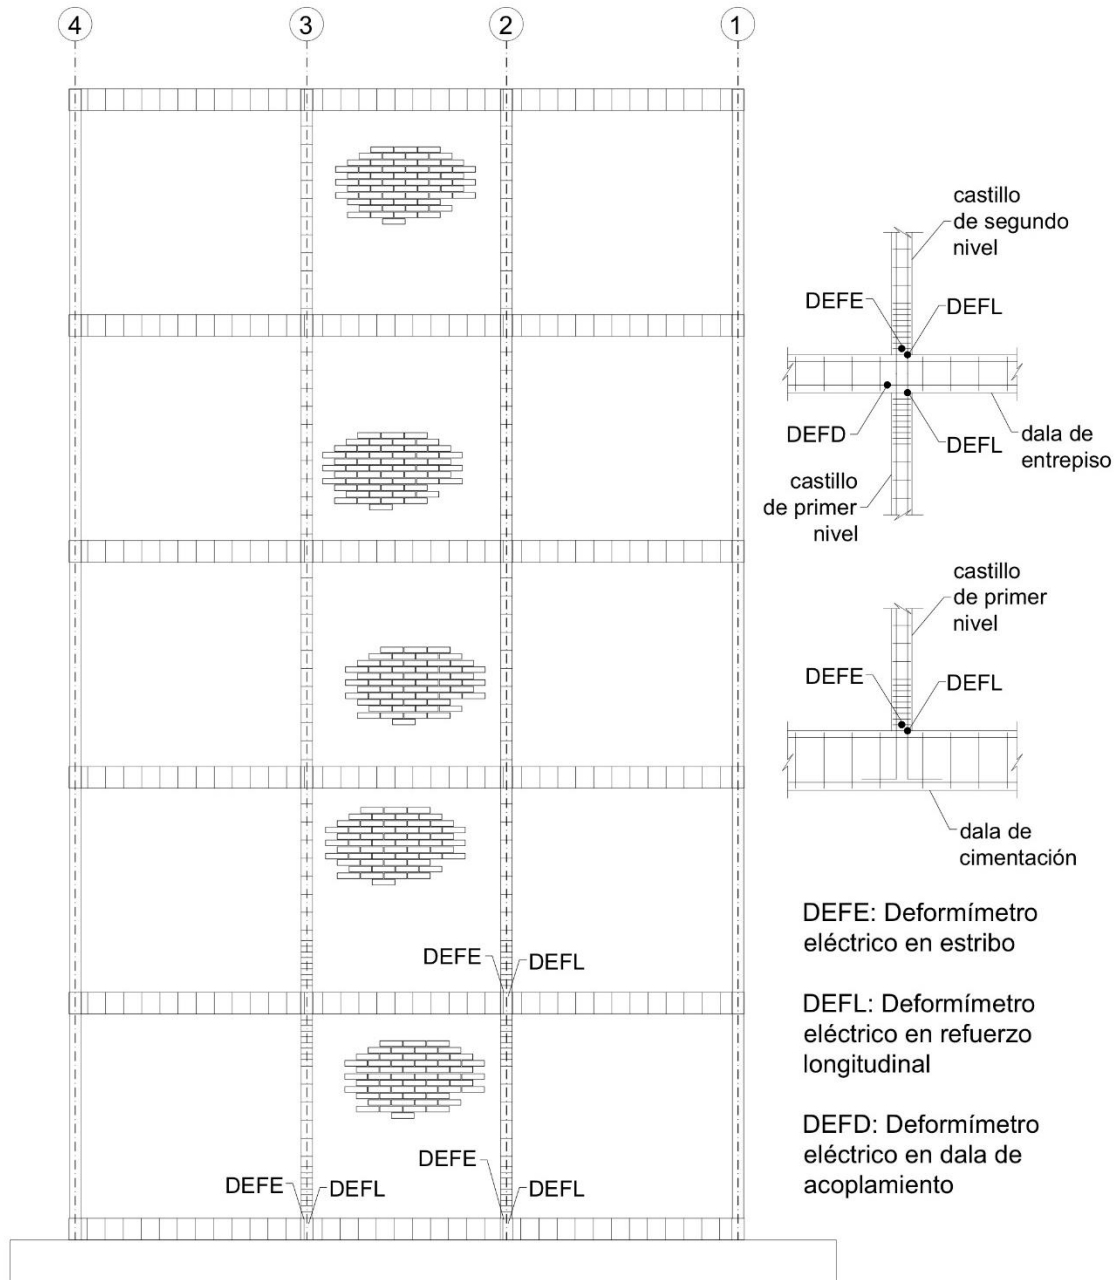 4
3
2
1
castillo
de segundo
nivel
DEFE
DEFL
DEFD
DEFL
dala de
entrepiso
castillo
de primer
nivel
castillo
de primer
nivel
DEFE
DEFL
dala de
cimentación
DEFE: Deformímetro
eléctrico en estribo
DEFL: Deformímetro
eléctrico en refuerzo
longitudinal
DEFD: Deformímetro
eléctrico en dala de
acoplamiento
DEFE
DEFL
DEFE
DEFL
DEFE
DEFL